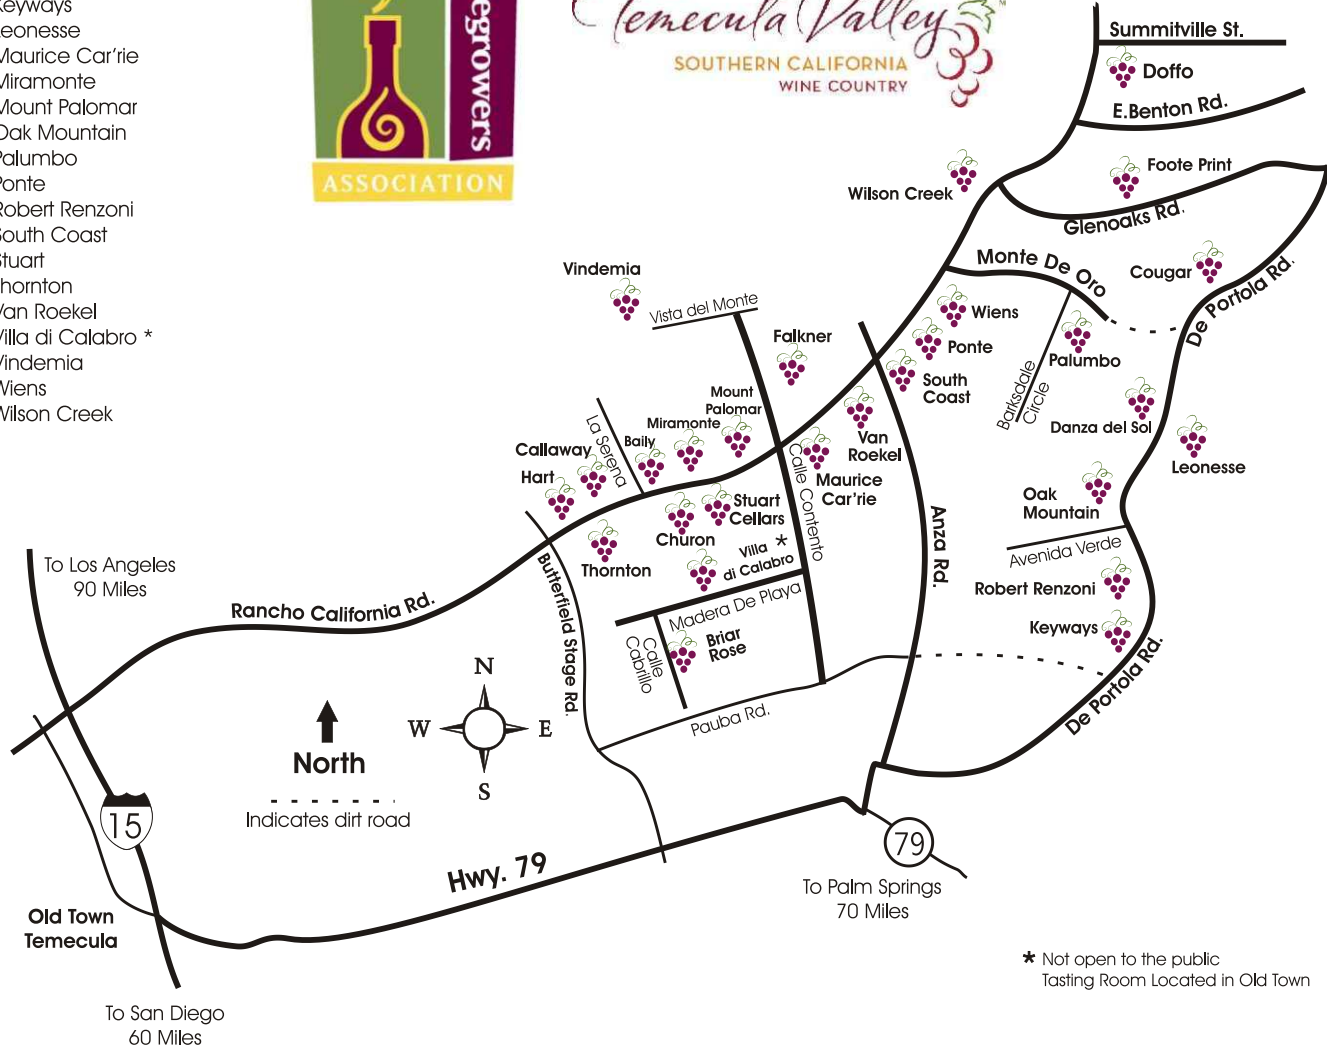 Keyways
Leonesse
Maurice Car'rie
Miramonte
Mount Palomar
Oak Mountain
Palumbo
Ponte
Robert Renzoni
South Coast
Stuart
Thornton
Van Roekel
Villa di Calabro *
Vindemia
Wiens
Wilson Creek
egrowers
ASSOCIATION
Temecula Valley
SOUTHERN CALIFORNIA
WINE COUNTRY
Summitville St.
Doffo
E.Benton Rd.
Foote Print
Wilson Creek
Glenoaks Rd.
Monte De Oro
Cougar
De Portola Rd.
Vindemia
Vista del Monte
Wiens
Falkner
Ponte
Palumbo
South
Coast
Barksdale
Circle
Mount
Palomar
Miramonte
La Serena
Baily
Callaway
Hart
Van
Roekel
Danza del Sol
Leonesse
Calle Contento
Maurice
Car'rie
Oak
Mountain
Stuart
Cellars
Churon
Villa *
di Calabro
Thornton
Anza Rd.
Avenida Verde
To Los Angeles
90 Miles
Butterfield Stage Rd.
Rancho California Rd.
Madera De Playa
Robert Renzoni
Calle
Cabrillo
Briar
Rose
Keyways
De Portola Rd.
Pauba Rd.
N
W
E
S
North
Indicates dirt road
15
Hwy. 79
79
To Palm Springs
70 Miles
Old Town
Temecula
* Not open to the public
Tasting Room Located in Old Town
To San Diego
60 Miles